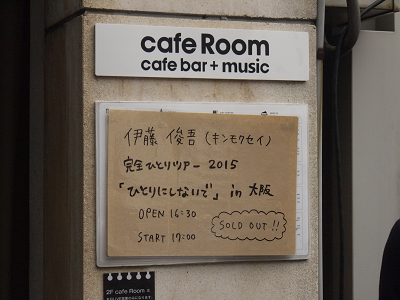 cafe Room
cafe bar + music
伊藤 俊吾 (キンモクセイ)
完全ひとりツアー 2015
「ひとりにしないで」 in 大阪
OPEN 16:30
START 17:00
SOLD OUT !!
2F cafe Room